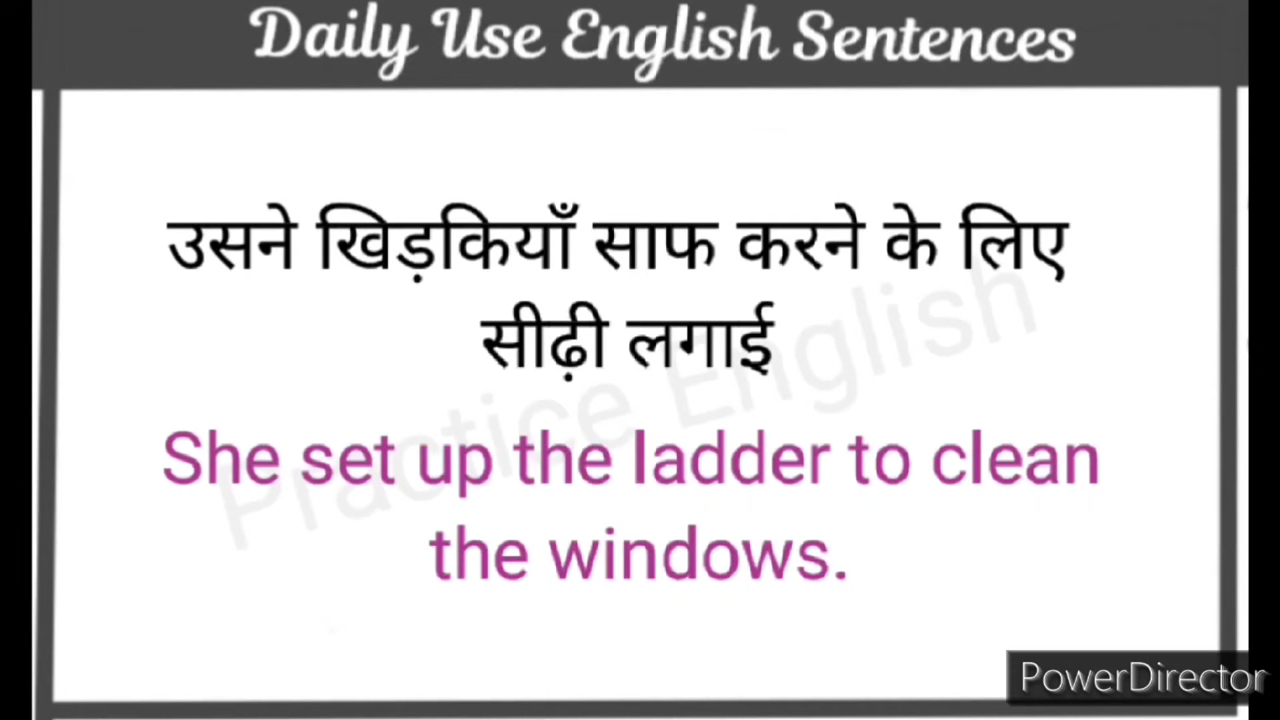 Daily Use English Sentences
उसने खिड़कियाँ साफ करने के लिए
सीढ़ी लगाई
Practice English
She set up the ladder to clean
the windows.
PowerDirector